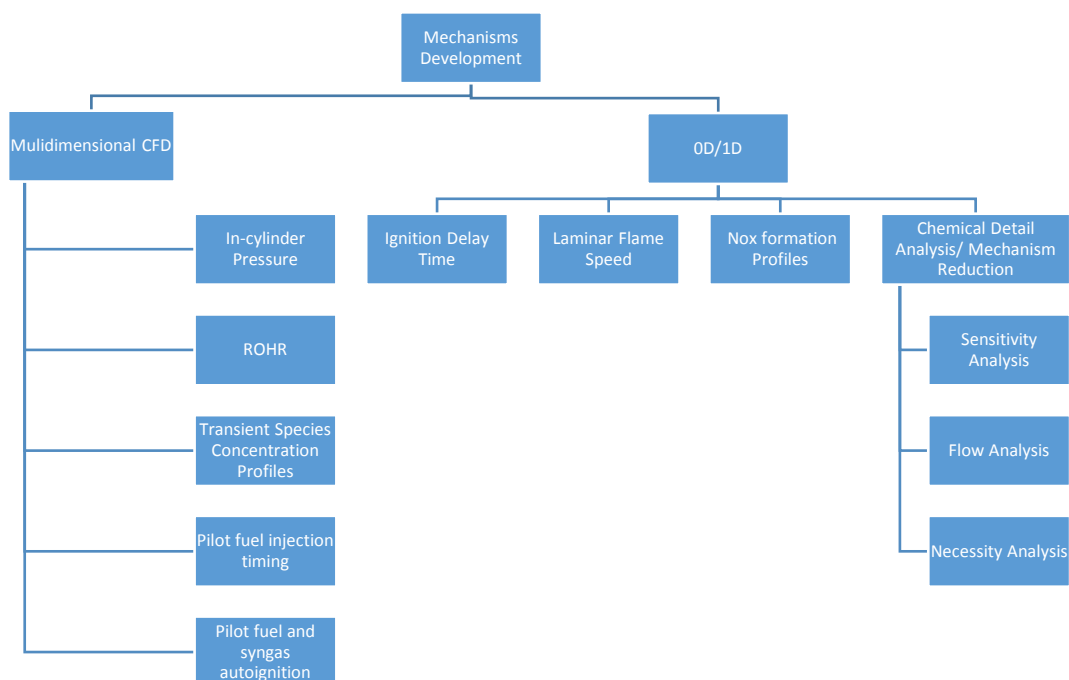 Mechanisms
Development
Mulidimensional CFD
0D/1D
In-cylinder
Pressure
Ignition Delay
Time
Laminar Flame
Speed
Nox formation
Profiles
Chemical Detail
Analysis/ Mechanism
Reduction
ROHR
Sensitivity
Analysis
Transient Species
Concentration
Profiles
Flow Analysis
Pilot fuel injection
timing
Necessity Analysis
Pilot fuel and
syngas
autoignition